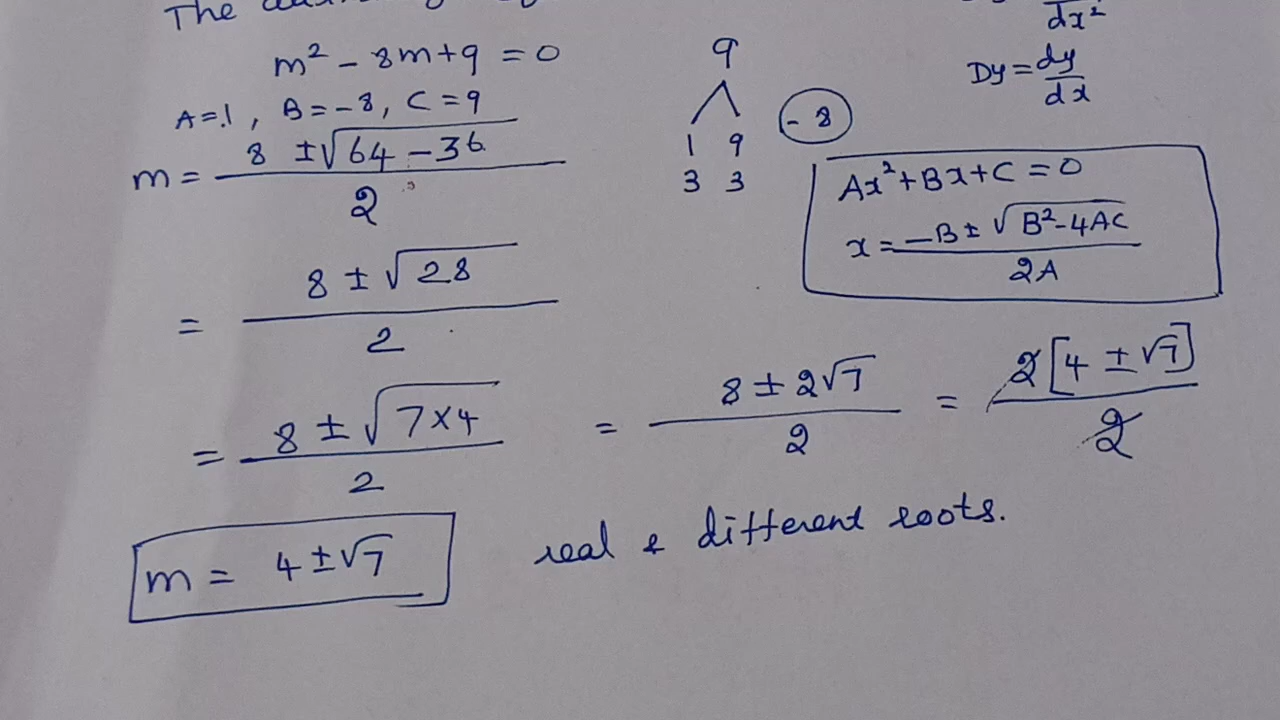 The
m² - 8m + 9 = 0
A = 1, B = -8, C = 9
m = 8 ± √64 - 36 / 2
= 8 ± √28 / 2
= 8 ± √7×4 / 2 = 8 ± 2√7 / 2 = 2[4 ± √7] / 2
m = 4 ± √7
real & different roots.
9
1 9
3 3
-8
dx²
Dy = dy/dx
Ax² + Bx + C = 0
x = -B ± √B² - 4AC / 2A